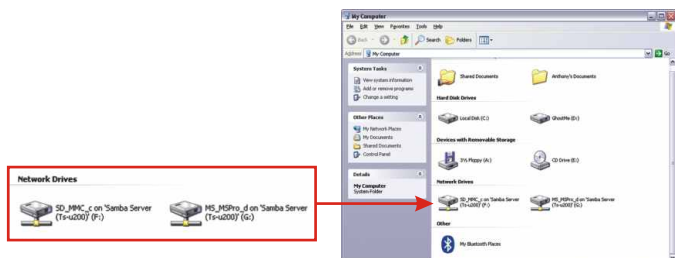 Network Drives
SD_MMC_c on 'Samba Server (Ts-u200)' (F:)
MS_MSPro_d on 'Samba Server (Ts-u200)' (G:)
My Computer
File Edit View Favorites Tools Help
Back Search Folders
Address My Computer Go
System Tasks
View system information
Add or remove programs
Change a setting
Other Places
My Network Places
My Documents
Shared Documents
Control Panel
Details
My Computer
System Folder
Shared Documents Anthony's Documents
Hard Disk Drives
Local Disk (C:) GhostMe (D:)
Devices with Removable Storage
3½ Floppy (A:) CD Drive (E:)
Network Drives
SD_MMC_c on 'Samba Server (Ts-u200)' (F:)
MS_MSPro_d on 'Samba Server (Ts-u200)' (G:)
Other
My Bluetooth Places